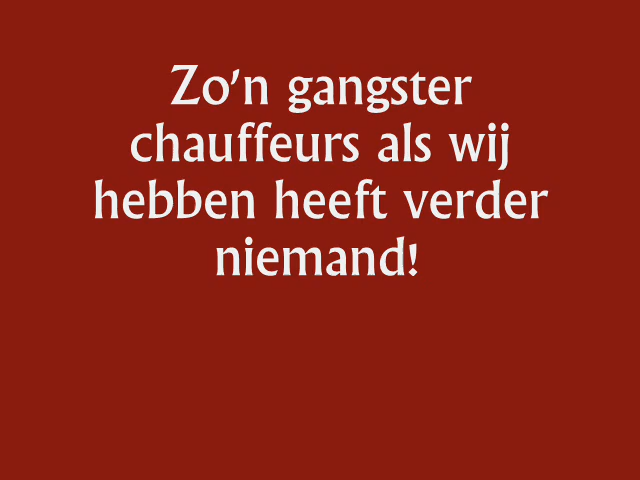 Zo'n gangster
chauffeurs als wij
hebben heeft verder
niemand!